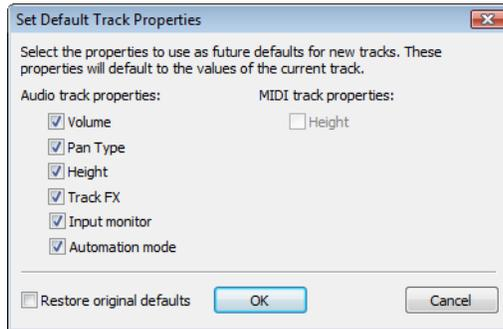 Set Default Track Properties
Select the properties to use as future defaults for new tracks. These
properties will default to the values of the current track.
Audio track properties:
MIDI track properties:
Volume
Height
Pan Type
Height
Track FX
Input monitor
Automation mode
Restore original defaults
OK
Cancel